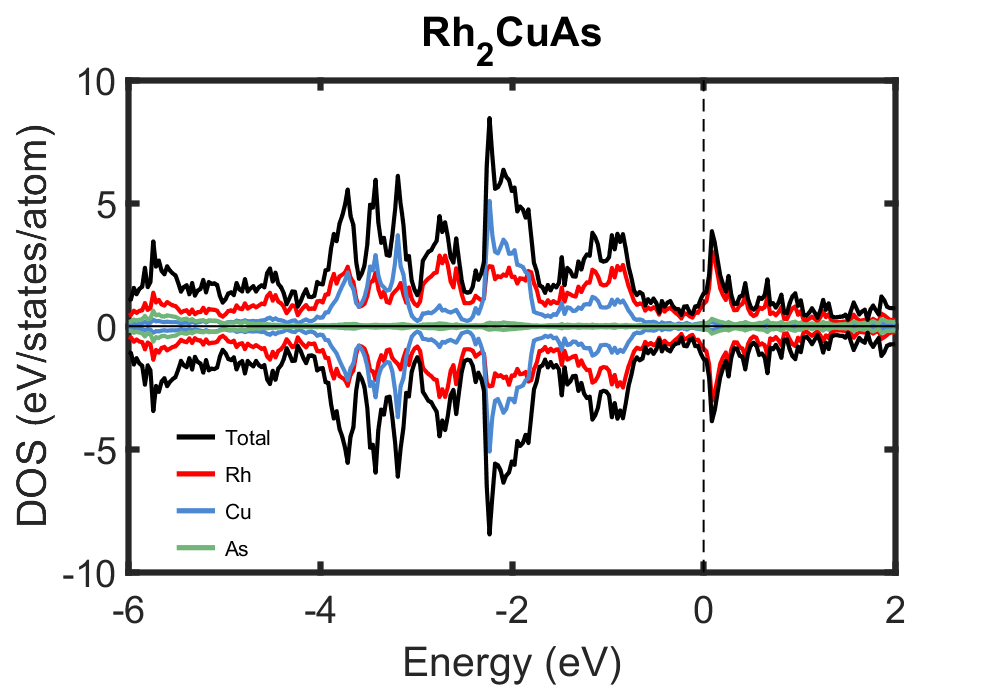 Rh₂CuAs
DOS (eV/states/atom)
10
5
0
-5
-10
Total
Rh
Cu
As
-6
-4
-2
0
2
Energy (eV)